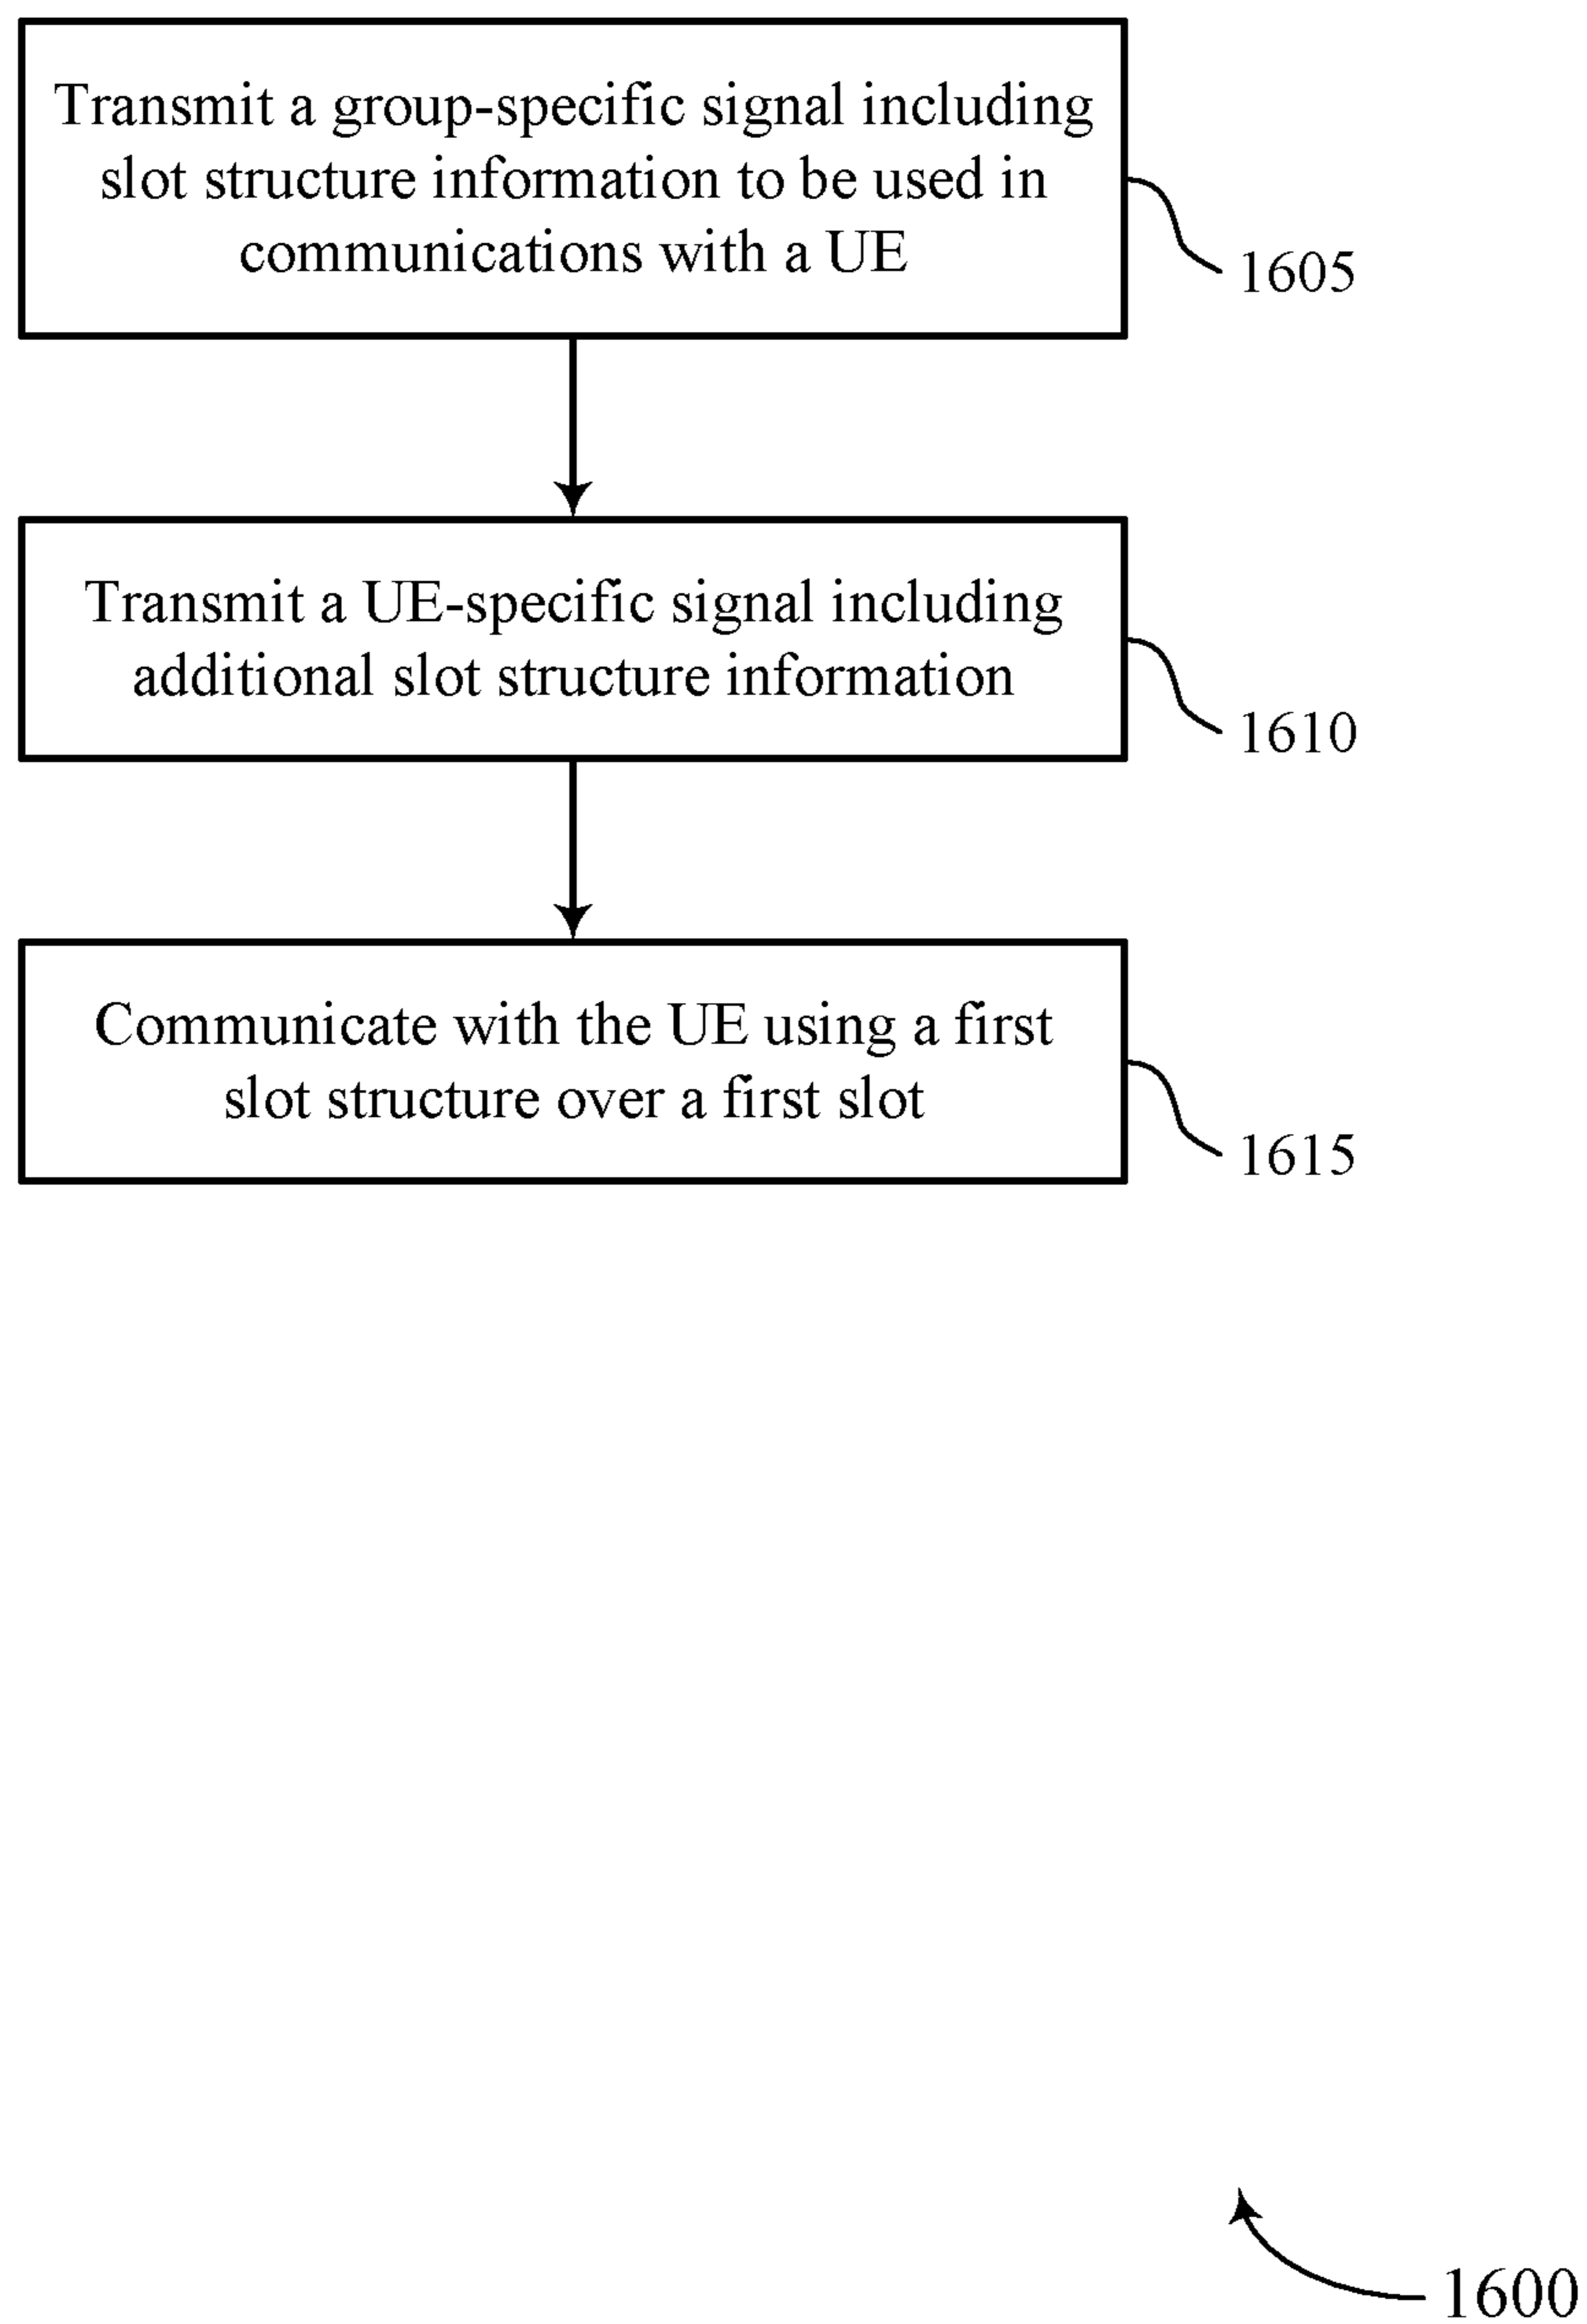 Transmit a group-specific signal including
slot structure information to be used in
communications with a UE
1605
Transmit a UE-specific signal including
additional slot structure information
1610
Communicate with the UE using a first
slot structure over a first slot
1615
1600